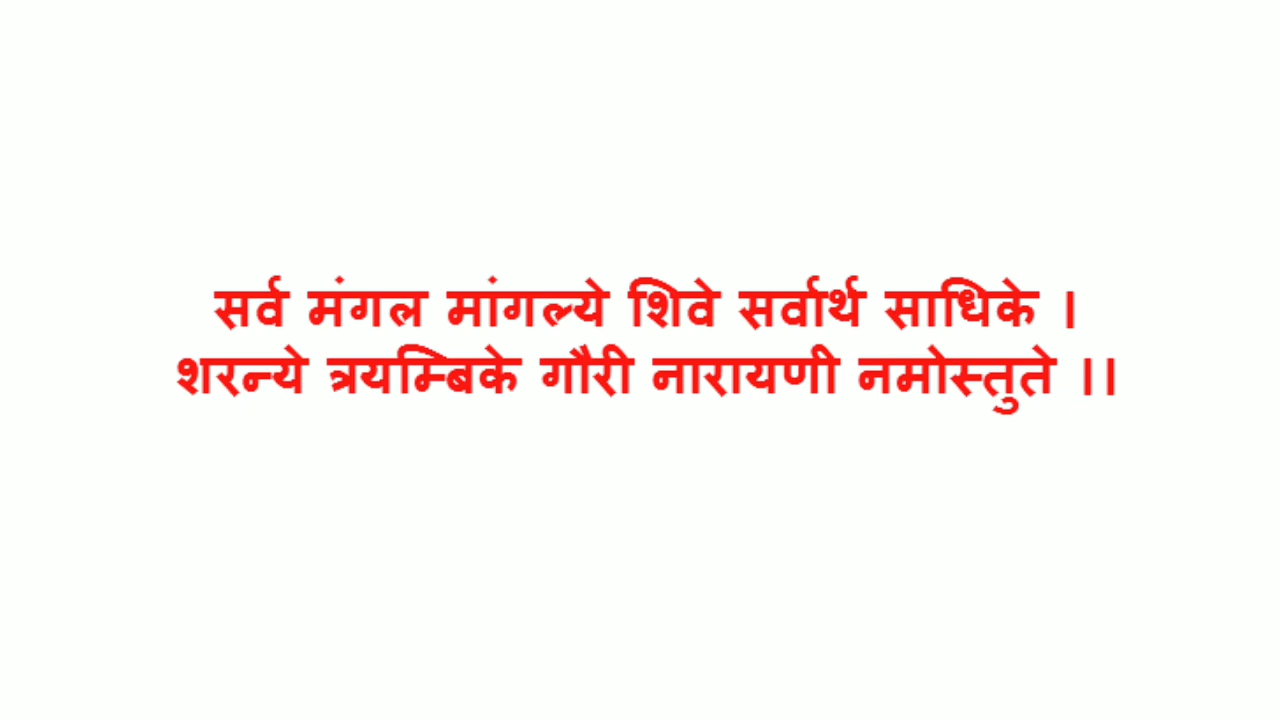 सर्व मंगल मांगल्ये शिवे सर्वार्थ साधिके ।
शरन्ये त्रयम्बिके गौरी नारायणी नमोस्तुते ।।